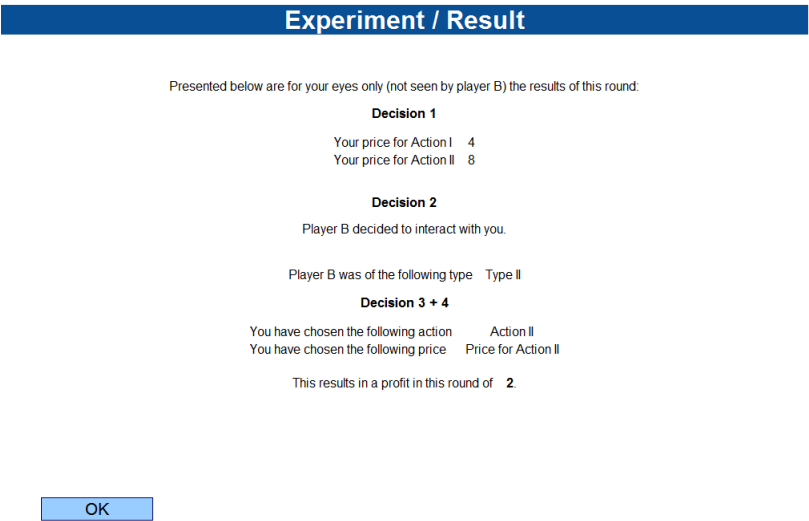 Experiment / Result
Presented below are for your eyes only (not seen by player B) the results of this round:
Decision 1
Your price for Action I 4
Your price for Action II 8
Decision 2
Player B decided to interact with you.
Player B was of the following type Type II
Decision 3 + 4
You have chosen the following action Action II
You have chosen the following price Price for Action II
This results in a profit in this round of 2.
OK